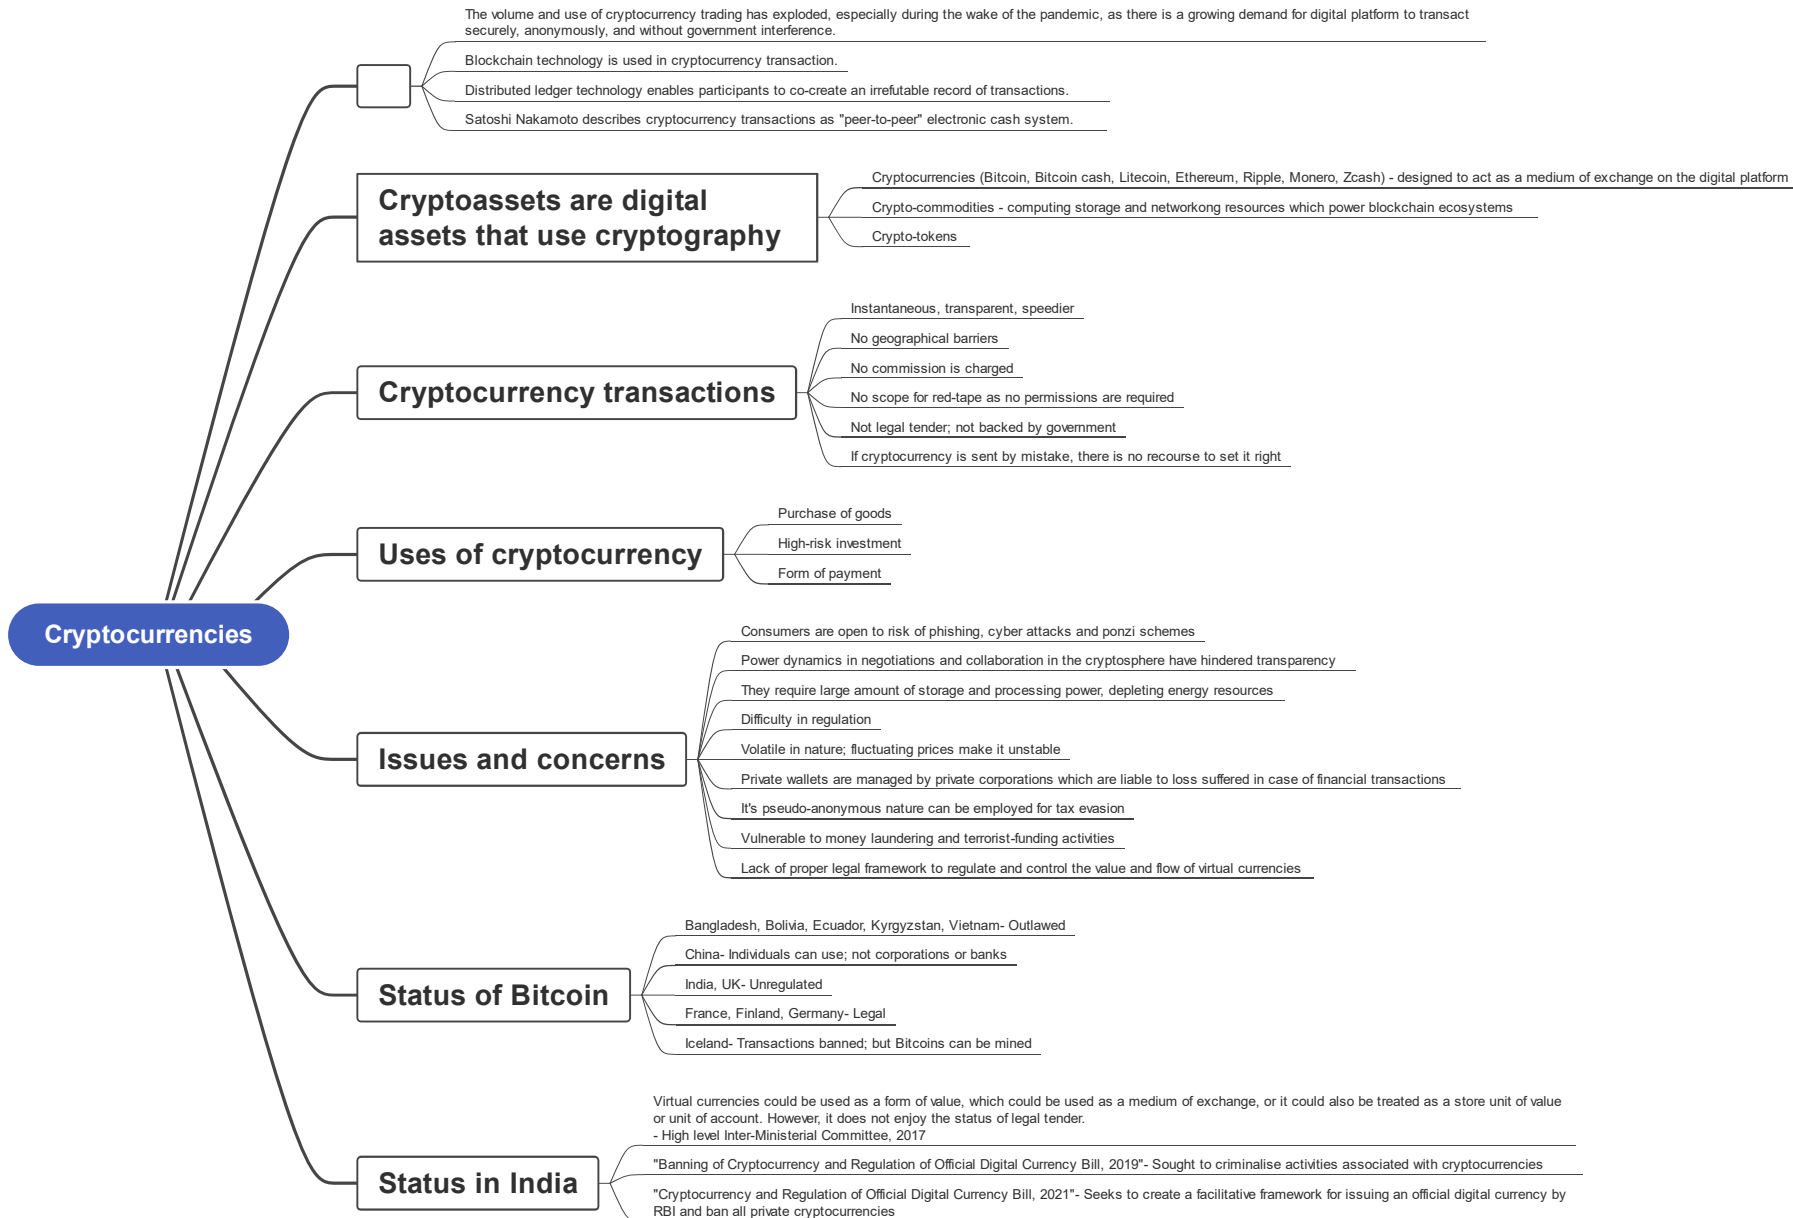 The volume and use of cryptocurrency trading has exploded, especially during the wake of the pandemic, as there is a growing demand for digital platform to transact
securely, anonymously, and without government interference.
Blockchain technology is used in cryptocurrency transaction.
Distributed ledger technology enables participants to co-create an irrefutable record of transactions.
Satoshi Nakamoto describes cryptocurrency transactions as "peer-to-peer" electronic cash system.
Cryptoassets are digital
assets that use cryptography
Cryptocurrencies (Bitcoin, Bitcoin cash, Litecoin, Ethereum, Ripple, Monero, Zcash) - designed to act as a medium of exchange on the digital platform
Crypto-commodities - computing storage and networkong resources which power blockchain ecosystems
Crypto-tokens
Cryptocurrency transactions
Instantaneous, transparent, speedier
No geographical barriers
No commission is charged
No scope for red-tape as no permissions are required
Not legal tender; not backed by government
If cryptocurrency is sent by mistake, there is no recourse to set it right
Uses of cryptocurrency
Purchase of goods
High-risk investment
Form of payment
Cryptocurrencies
Issues and concerns
Consumers are open to risk of phishing, cyber attacks and ponzi schemes
Power dynamics in negotiations and collaboration in the cryptosphere have hindered transparency
They require large amount of storage and processing power, depleting energy resources
Difficulty in regulation
Volatile in nature; fluctuating prices make it unstable
Private wallets are managed by private corporations which are liable to loss suffered in case of financial transactions
It's pseudo-anonymous nature can be employed for tax evasion
Vulnerable to money laundering and terrorist-funding activities
Lack of proper legal framework to regulate and control the value and flow of virtual currencies
Status of Bitcoin
Bangladesh, Bolivia, Ecuador, Kyrgyzstan, Vietnam- Outlawed
China- Individuals can use; not corporations or banks
India, UK- Unregulated
France, Finland, Germany- Legal
Iceland- Transactions banned; but Bitcoins can be mined
Status in India
Virtual currencies could be used as a form of value, which could be used as a medium of exchange, or it could also be treated as a store unit of value
or unit of account. However, it does not enjoy the status of legal tender.
- High level Inter-Ministerial Committee, 2017
"Banning of Cryptocurrency and Regulation of Official Digital Currency Bill, 2019"- Sought to criminalise activities associated with cryptocurrencies
"Cryptocurrency and Regulation of Official Digital Currency Bill, 2021"- Seeks to create a facilitative framework for issuing an official digital currency by
RBI and ban all private cryptocurrencies